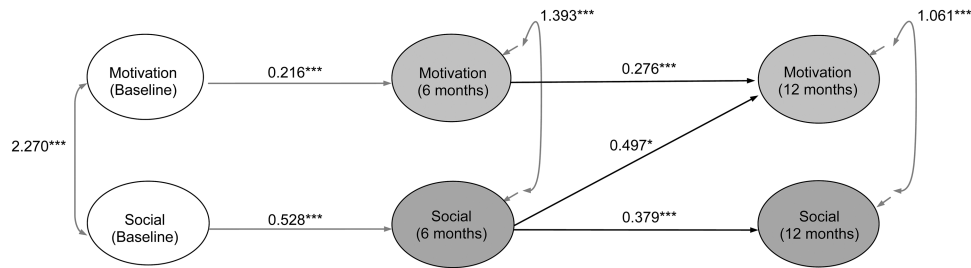 1.393***
1.061***
Motivation
(Baseline)
0.216***
Motivation
(6 months)
0.276***
Motivation
(12 months)
2.270***
0.497*
Social
(Baseline)
0.528***
Social
(6 months)
0.379***
Social
(12 months)